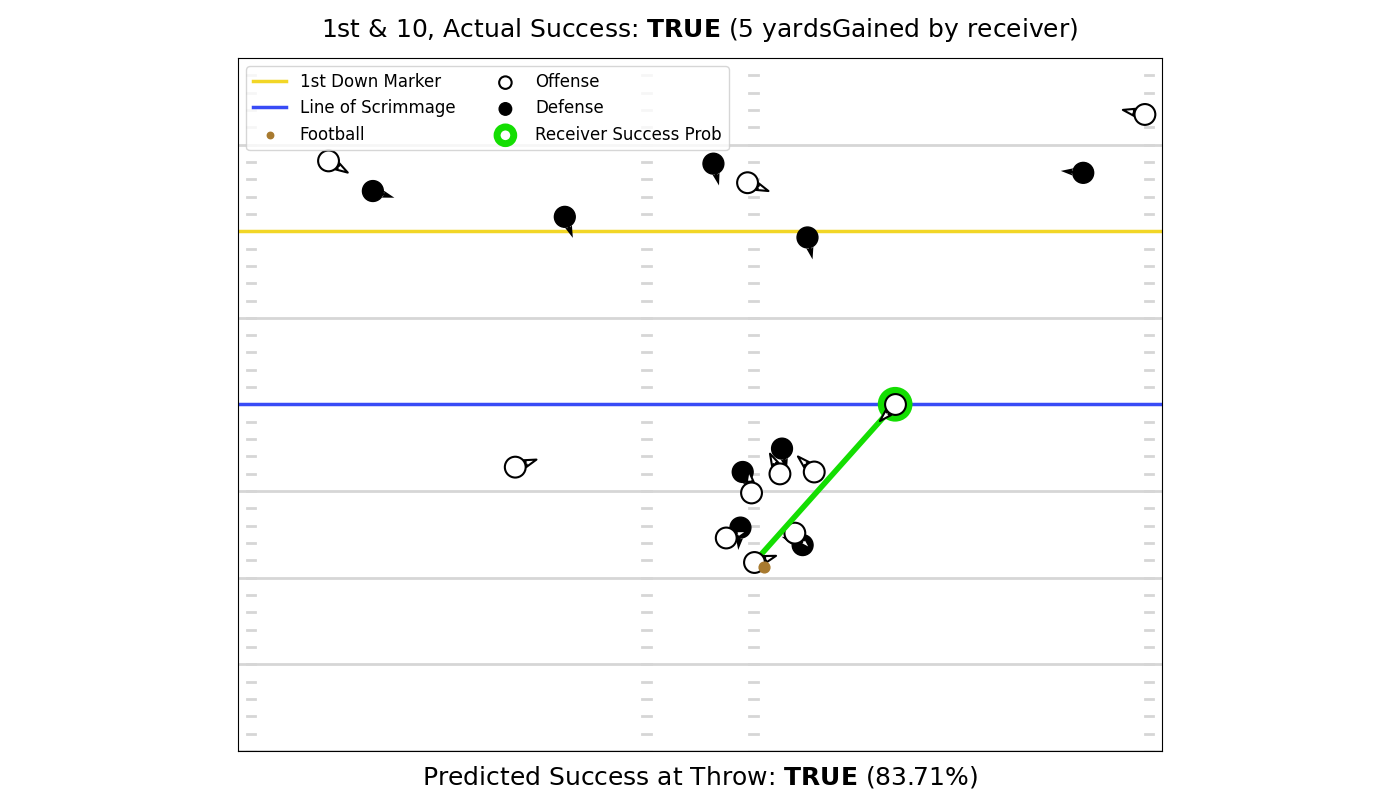 1st & 10, Actual Success: TRUE (5 yardsGained by receiver)
1st Down Marker
Line of Scrimmage
Football
Offense
Defense
Receiver Success Prob
Predicted Success at Throw: TRUE (83.71%)